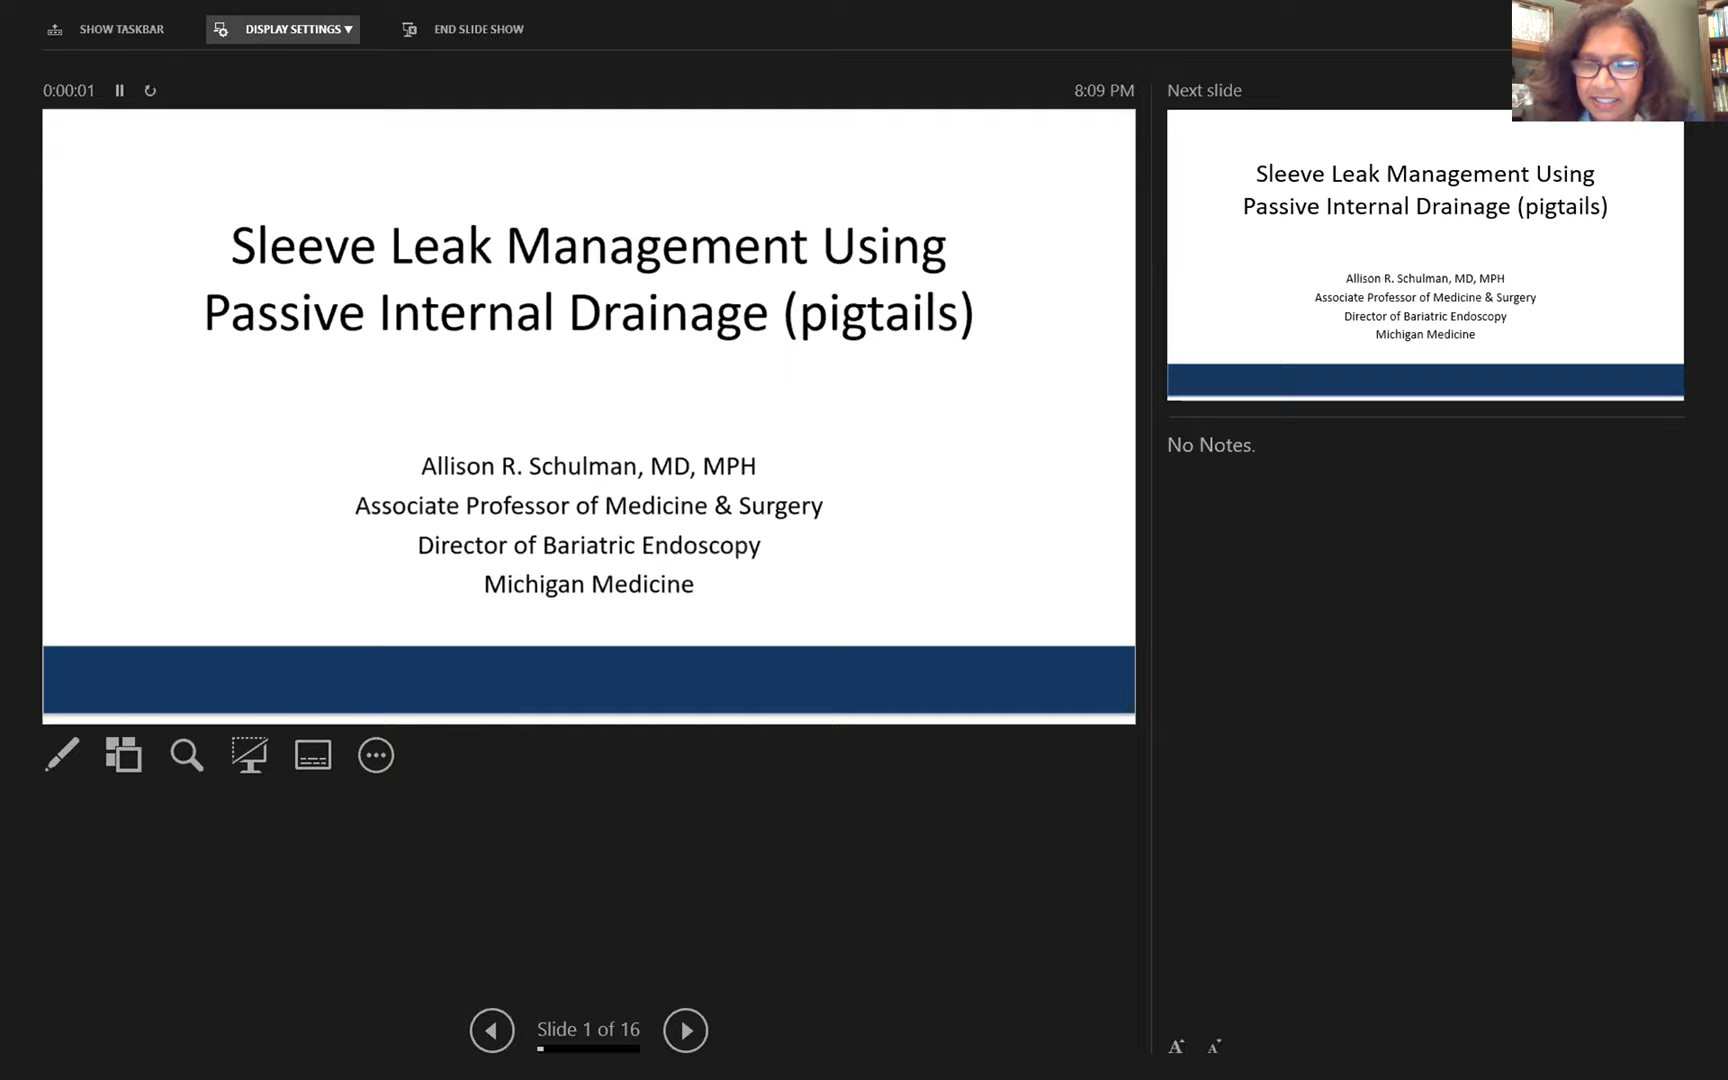 SHOW TASKBAR
DISPLAY SETTINGS ▼
END SLIDE SHOW
0:00:01
8:09 PM
Sleeve Leak Management Using
Passive Internal Drainage (pigtails)
Allison R. Schulman, MD, MPH
Associate Professor of Medicine & Surgery
Director of Bariatric Endoscopy
Michigan Medicine
Slide 1 of 16
Next slide
Sleeve Leak Management Using
Passive Internal Drainage (pigtails)
Allison R. Schulman, MD, MPH
Associate Professor of Medicine & Surgery
Director of Bariatric Endoscopy
Michigan Medicine
No Notes.
A A